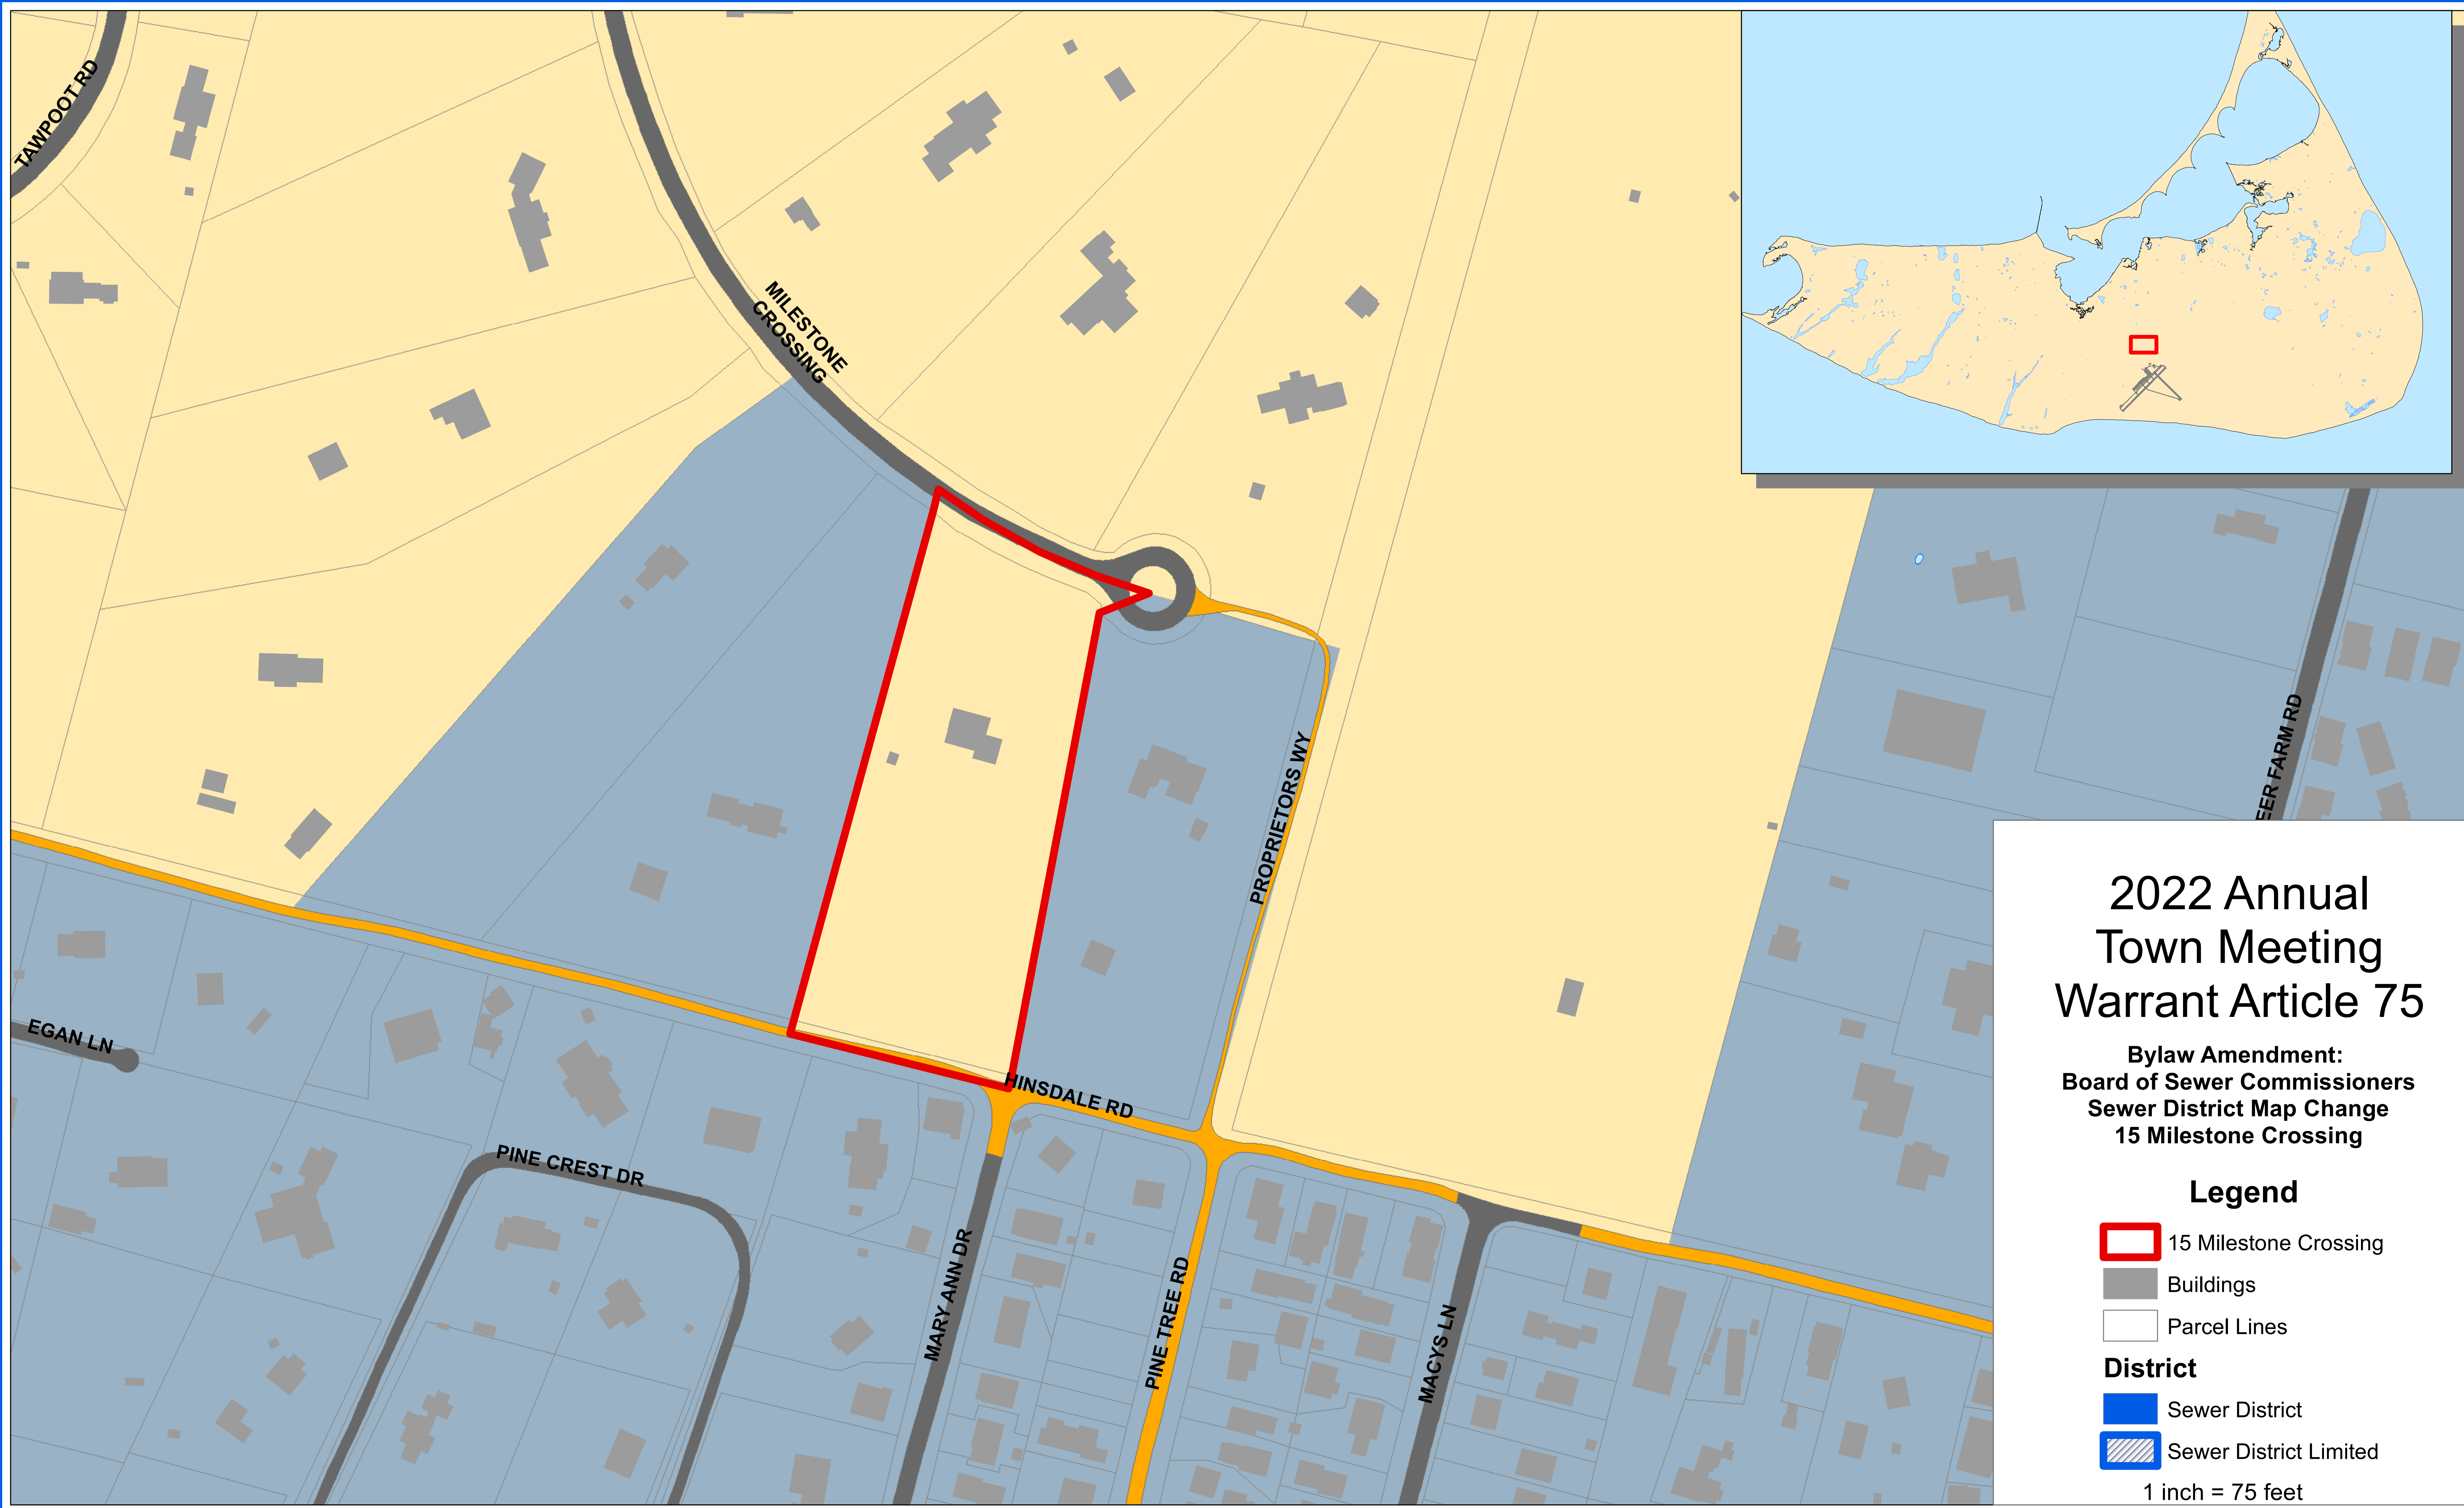 TAWPOOT RD
MILESTONE
CROSSING
PROPRIETORS WY
EER FARM RD
EGAN LN
HINSDALE RD
PINE CREST DR
MARY ANN DR
PINE TREE RD
MACYS LN
2022 Annual
Town Meeting
Warrant Article 75
Bylaw Amendment:
Board of Sewer Commissioners
Sewer District Map Change
15 Milestone Crossing
Legend
15 Milestone Crossing
Buildings
Parcel Lines
District
Sewer District
Sewer District Limited
1 inch = 75 feet